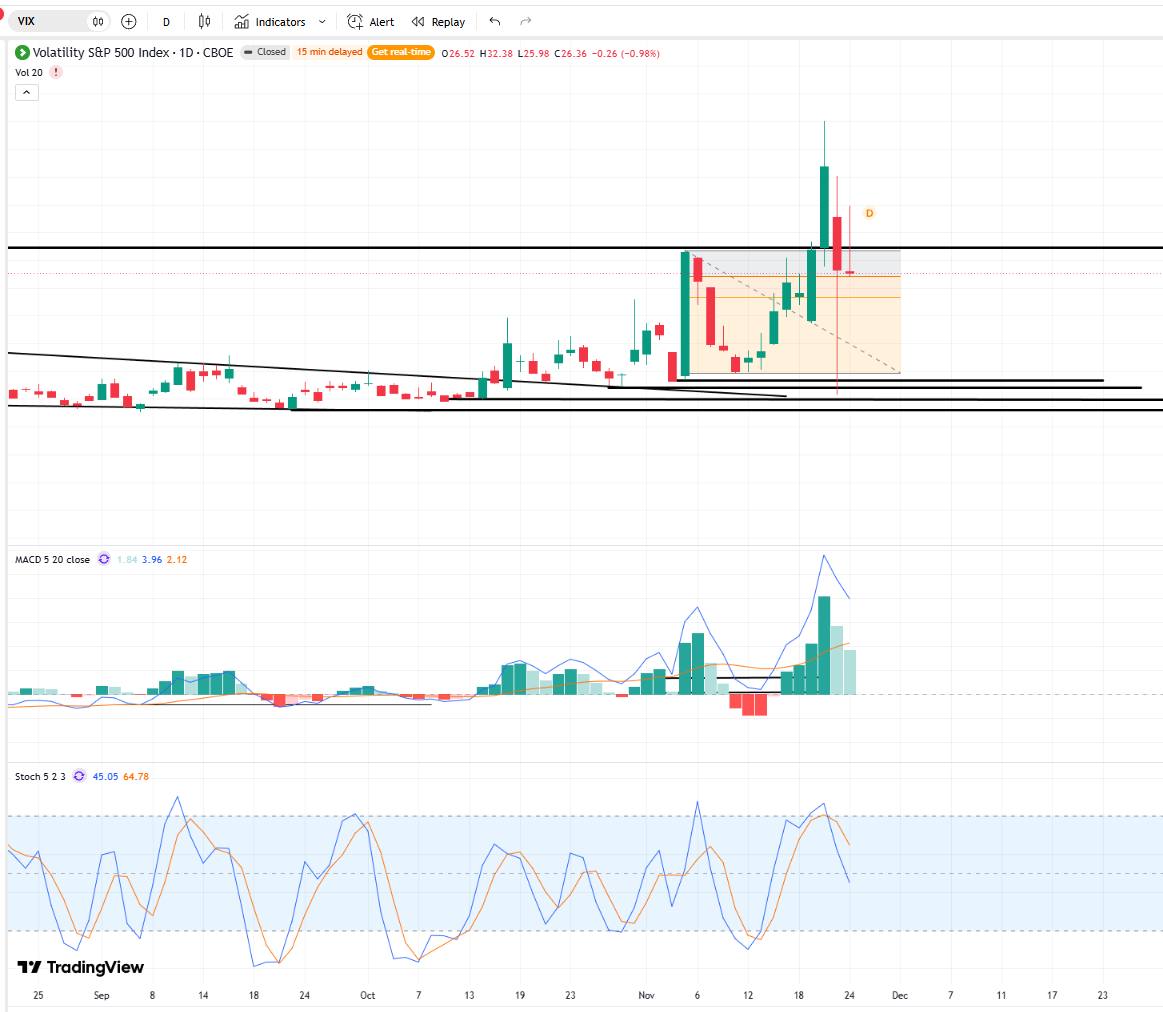 VIX D Indicators Alert Replay
Volatility S&P 500 Index · 1D · CBOE Closed 15 min delayed Get real-time O26.52 H32.38 L25.98 C26.36 −0.26 (−0.98%)
Vol 20 !
D
MACD 5 20 close 1.84 3.96 2.12
Stoch 5 2 3 45.05 64.78
TradingView
25 Sep 8 14 18 24 Oct 7 13 19 23 Nov 6 12 18 24 Dec 7 11 17 23